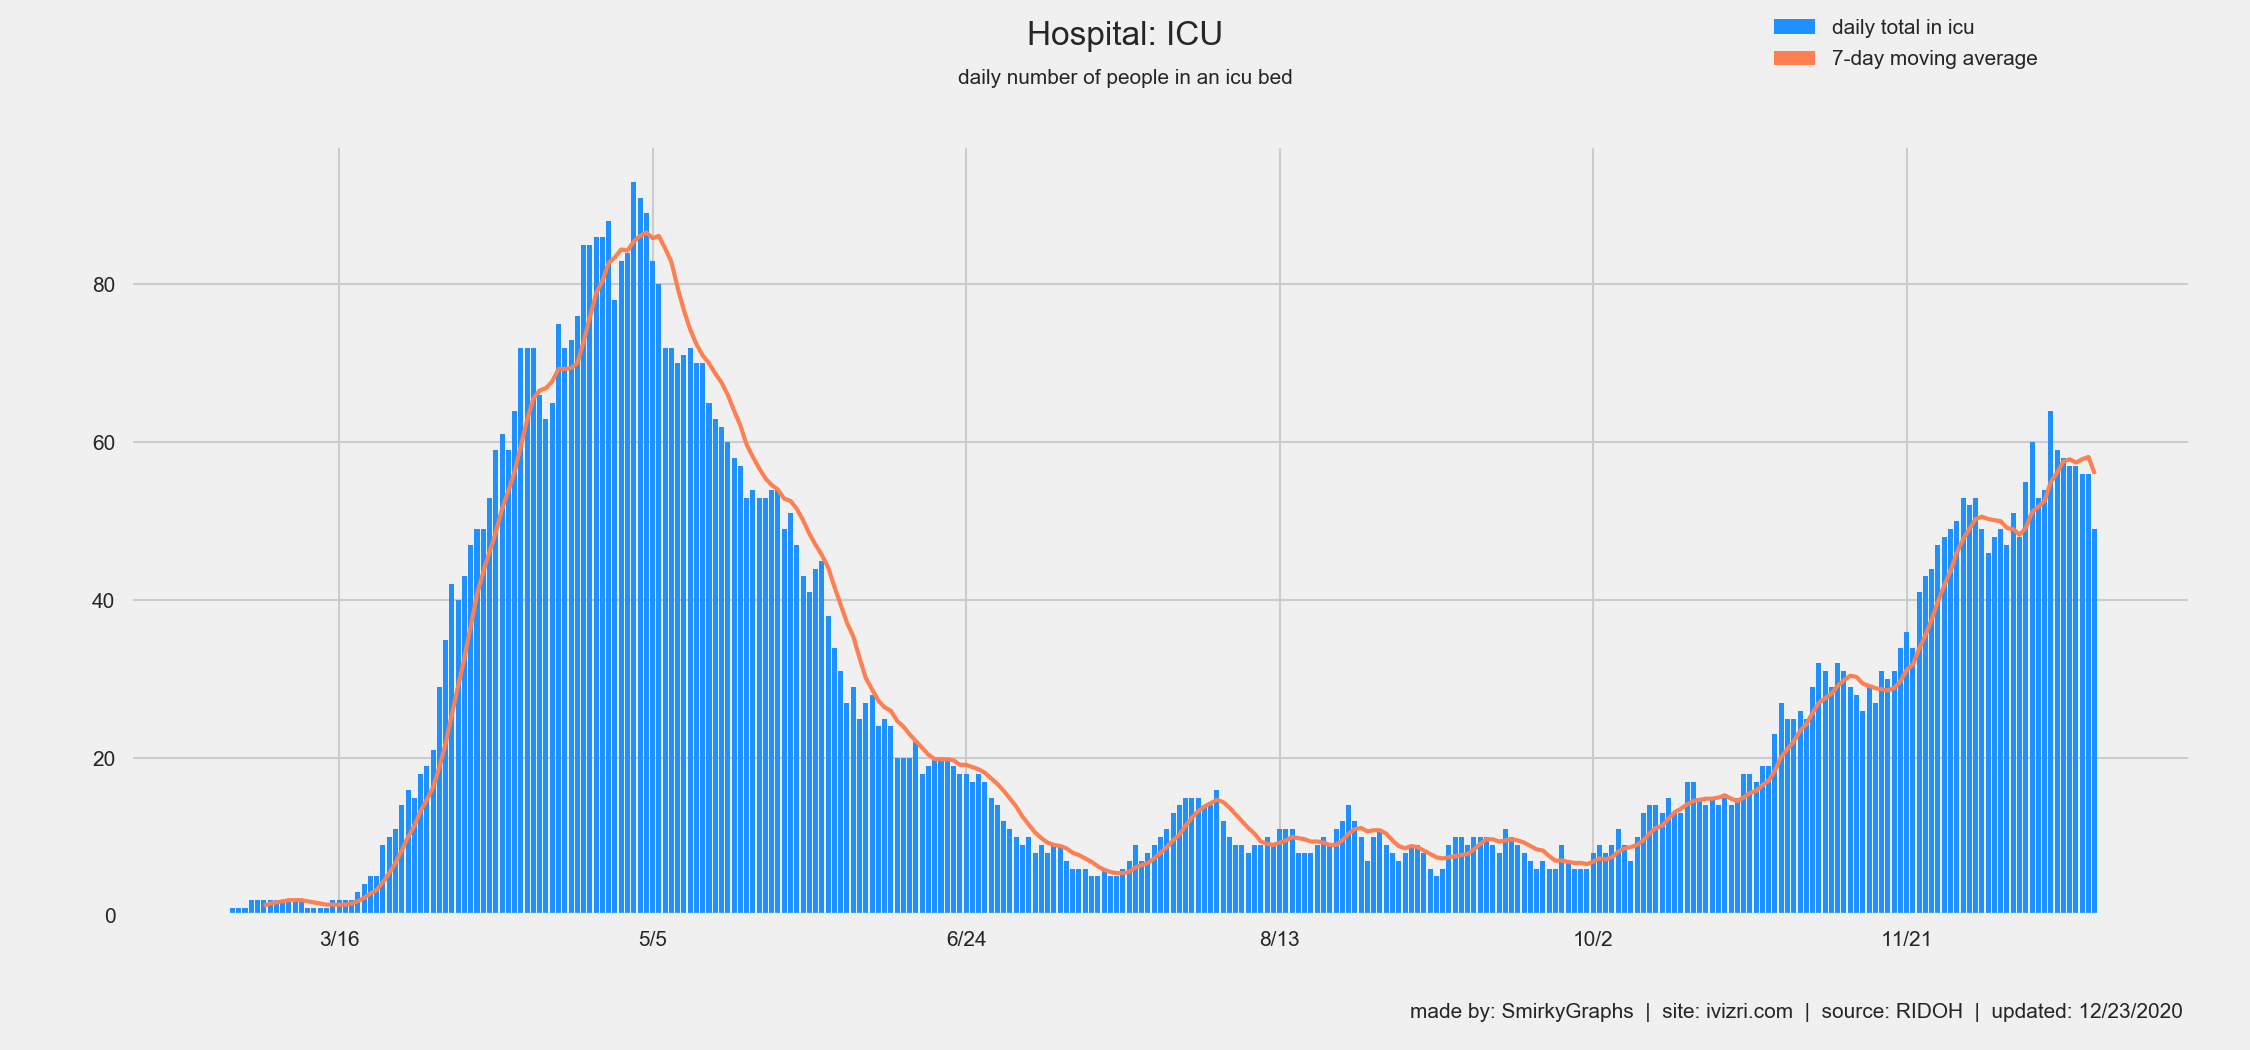 Hospital: ICU
daily number of people in an icu bed
daily total in icu
7-day moving average
80
60
40
20
0
3/16
5/5
6/24
8/13
10/2
11/21
made by: SmirkyGraphs | site: ivizri.com | source: RIDOH | updated: 12/23/2020